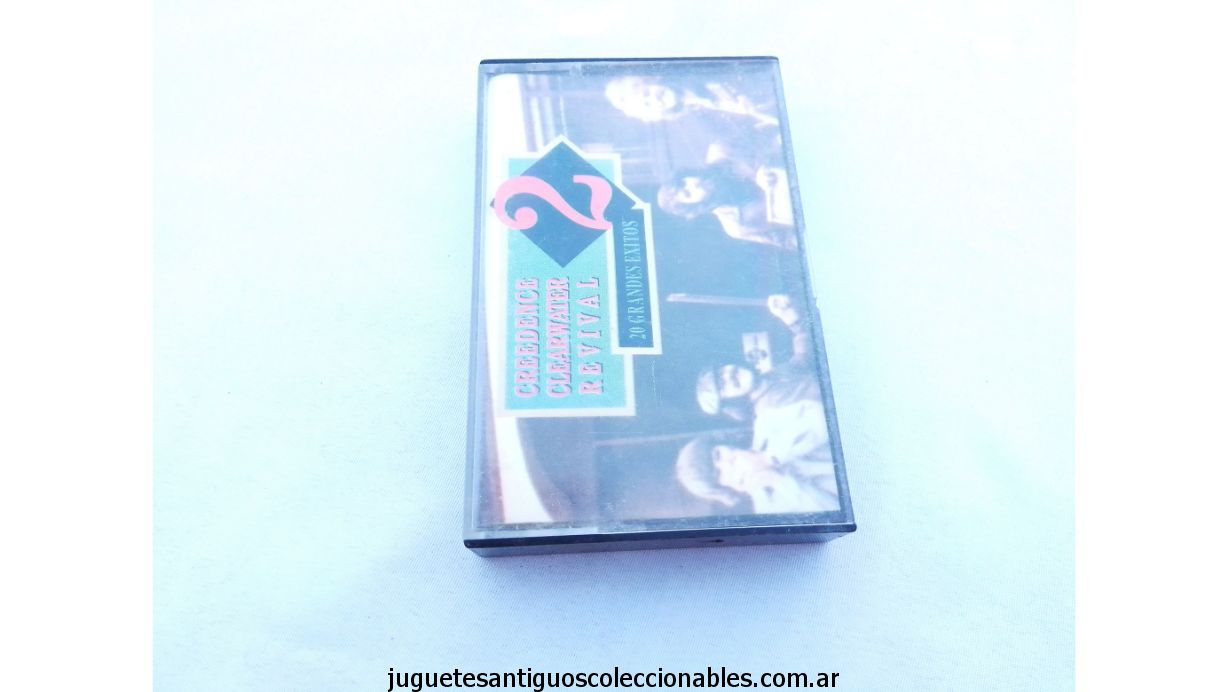 CREEDENCE
CLEARWATER
REVIVAL
2
20 GRANDES EXITOS
juguetesantiguoscoleccionables.com.ar